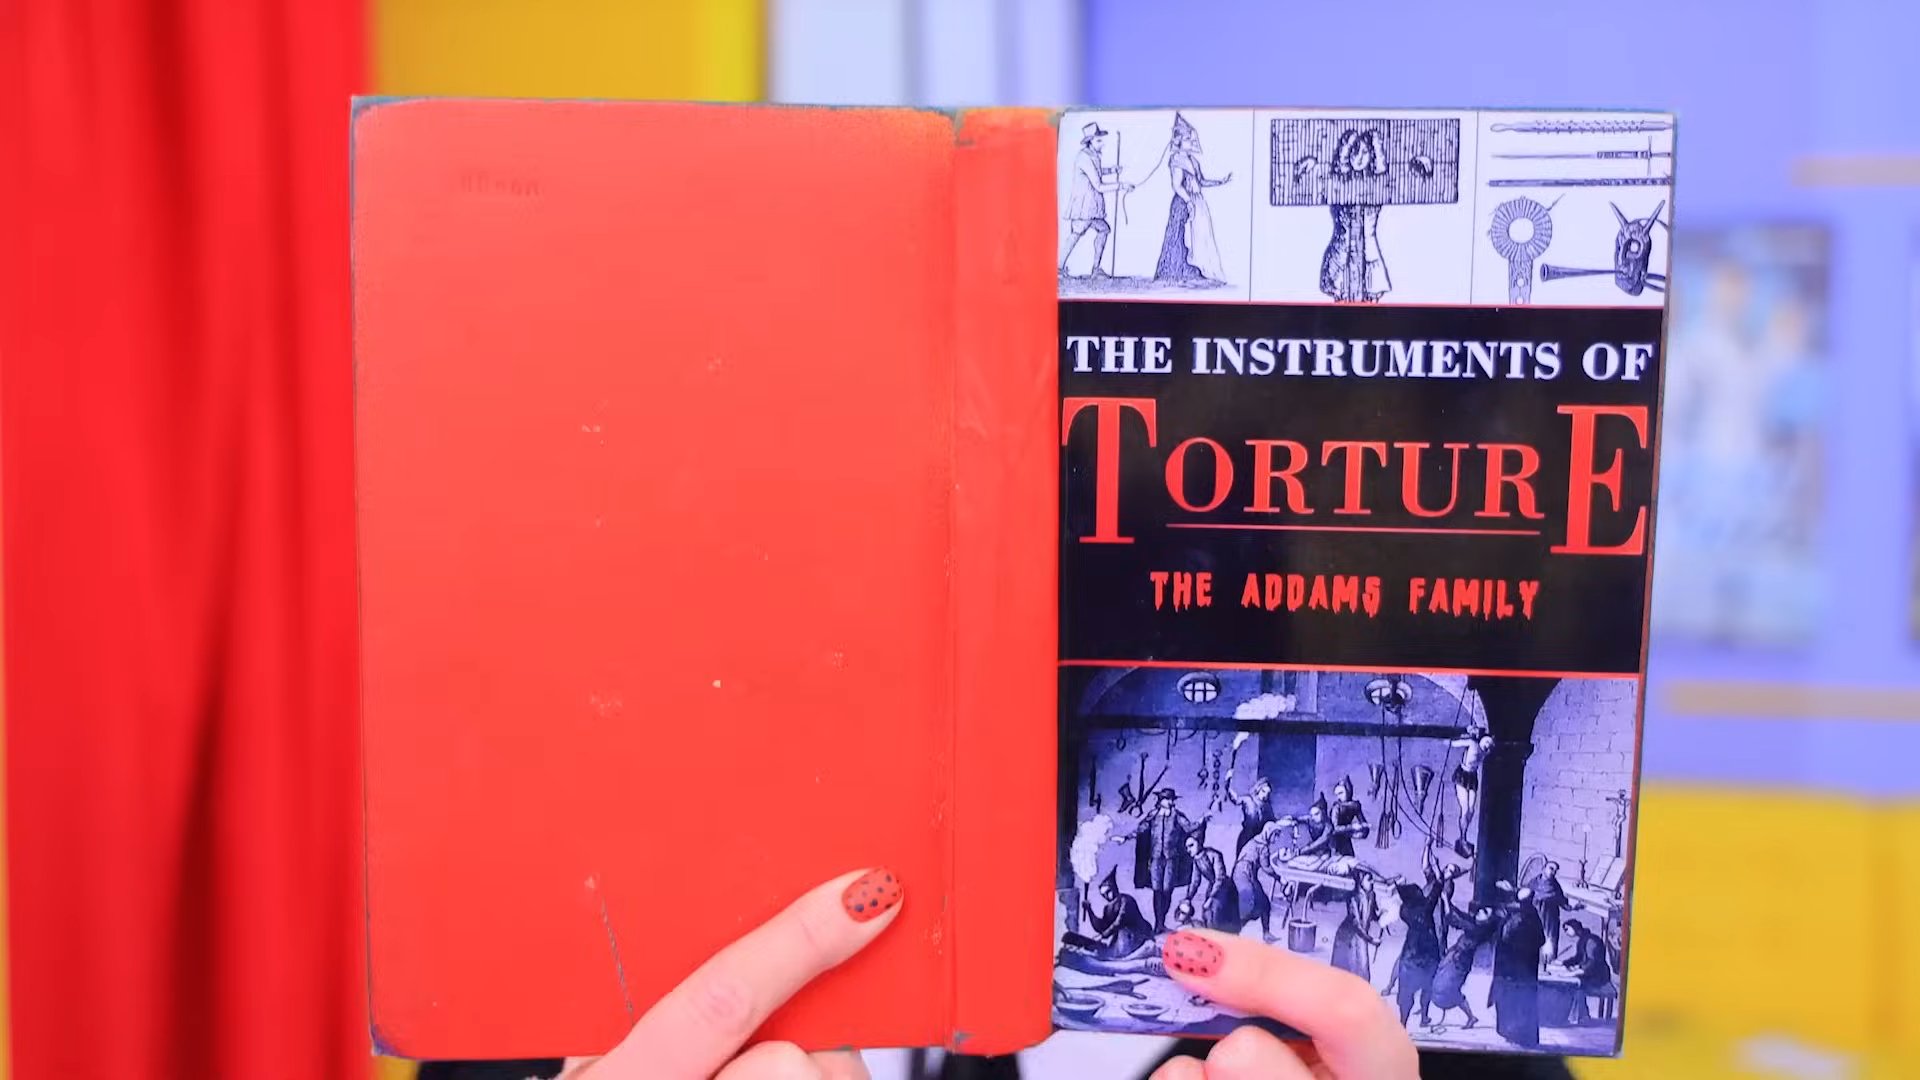 THE INSTRUMENTS OF
TORTURE
THE ADDAMS FAMILY